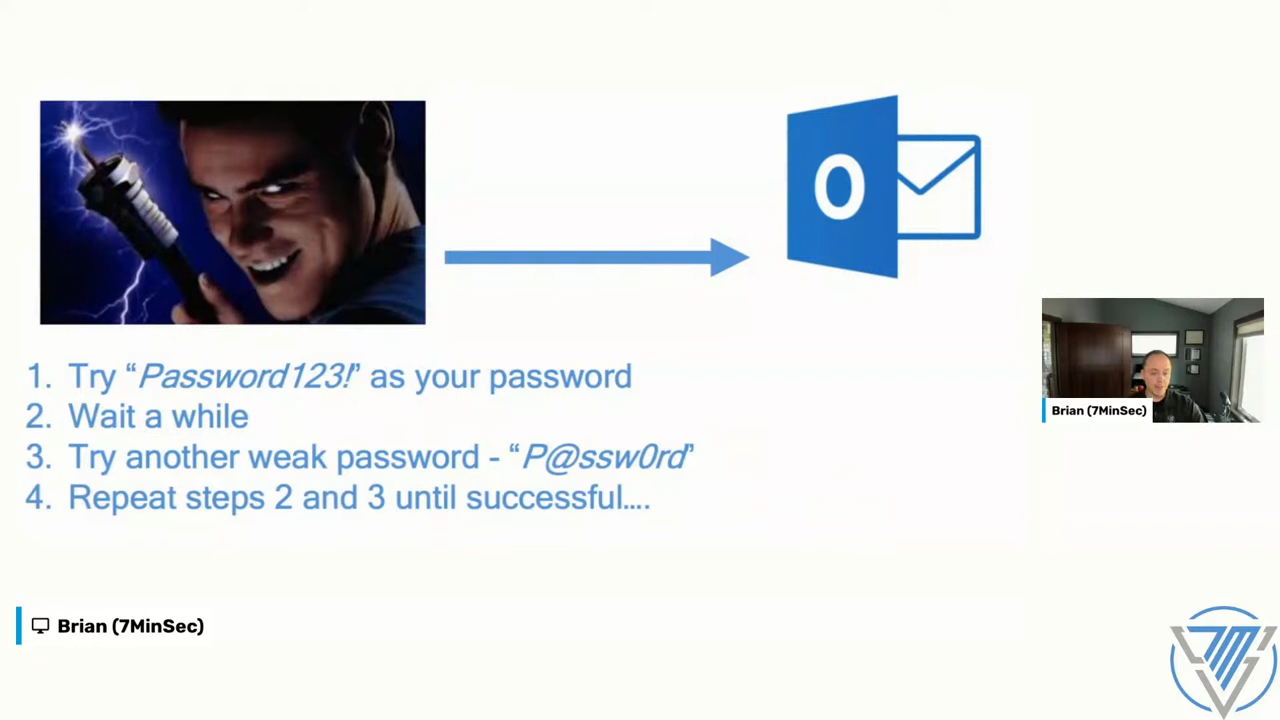 O
1. Try “Password123!” as your password
2. Wait a while
3. Try another weak password - “P@ssw0rd”
4. Repeat steps 2 and 3 until successful….
Brian (7MinSec)
Brian (7MinSec)
7MS